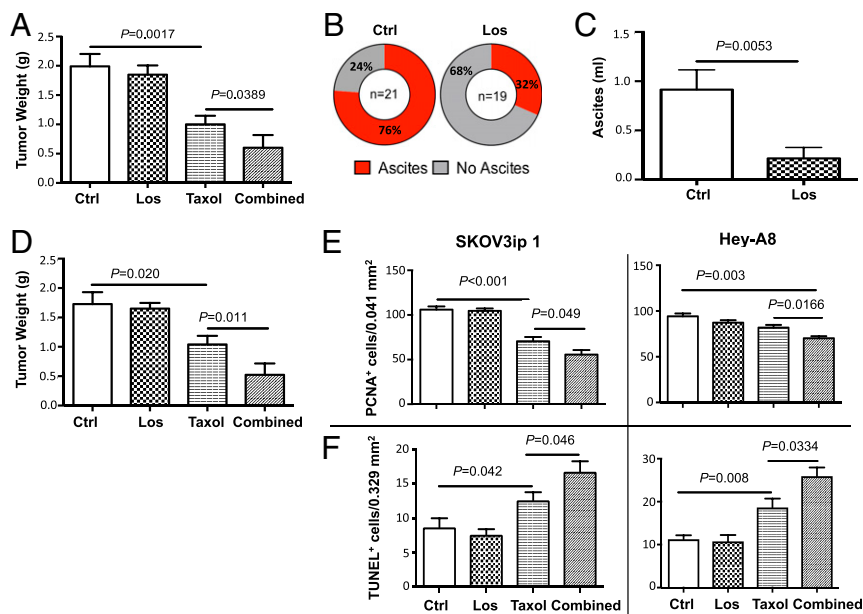 A
Tumor Weight (g)
2.5
2.0
1.5
1.0
0.5
0.0
P=0.0017
P=0.0389
Ctrl Los Taxol Combined
B
Ctrl Los
24%
n=21
76%
68%
32%
n=19
Ascites No Ascites
C
Ascites (ml)
1.5
1.0
0.5
0.0
P=0.0053
Ctrl Los
D
Tumor Weight (g)
2.5
2.0
1.5
1.0
0.5
0.0
P=0.020
P=0.011
Ctrl Los Taxol Combined
E
SKOV3ip 1 Hey-A8
PCNA+ cells/0.041 mm²
150
100
50
0
P<0.001
P=0.049
150
100
50
0
P=0.003
P=0.0166
F
TUNEL+ cells/0.329 mm²
20
15
10
5
0
P=0.042
P=0.046
Ctrl Los Taxol Combined
30
20
10
0
P=0.008
P=0.0334
Ctrl Los Taxol Combined